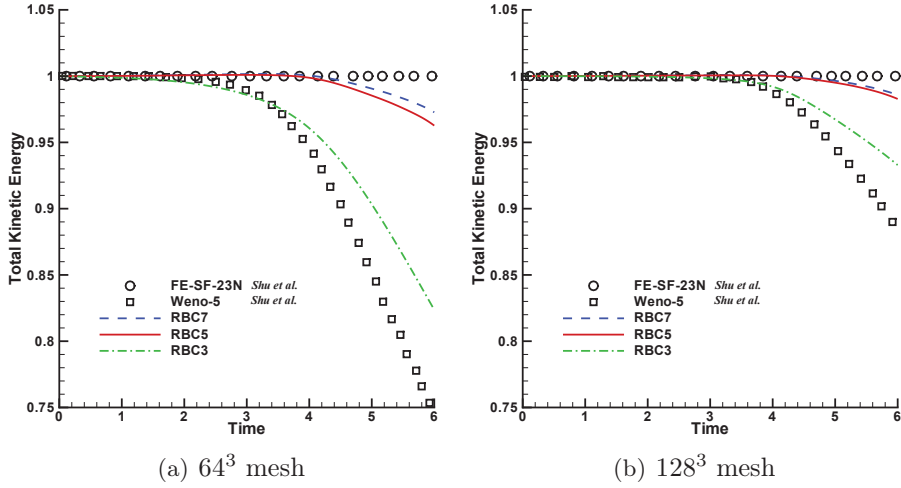 1.05
1
0.95
0.9
0.85
0.8
0.75
Total Kinetic Energy
FE-SF-23N Shu et al.
Weno-5 Shu et al.
RBC7
RBC5
RBC3
0 1 2 3 4 5 6
Time
(a) 64³ mesh
1.05
1
0.95
0.9
0.85
0.8
0.75
Total Kinetic Energy
FE-SF-23N Shu et al.
Weno-5 Shu et al.
RBC7
RBC5
RBC3
0 1 2 3 4 5 6
Time
(b) 128³ mesh